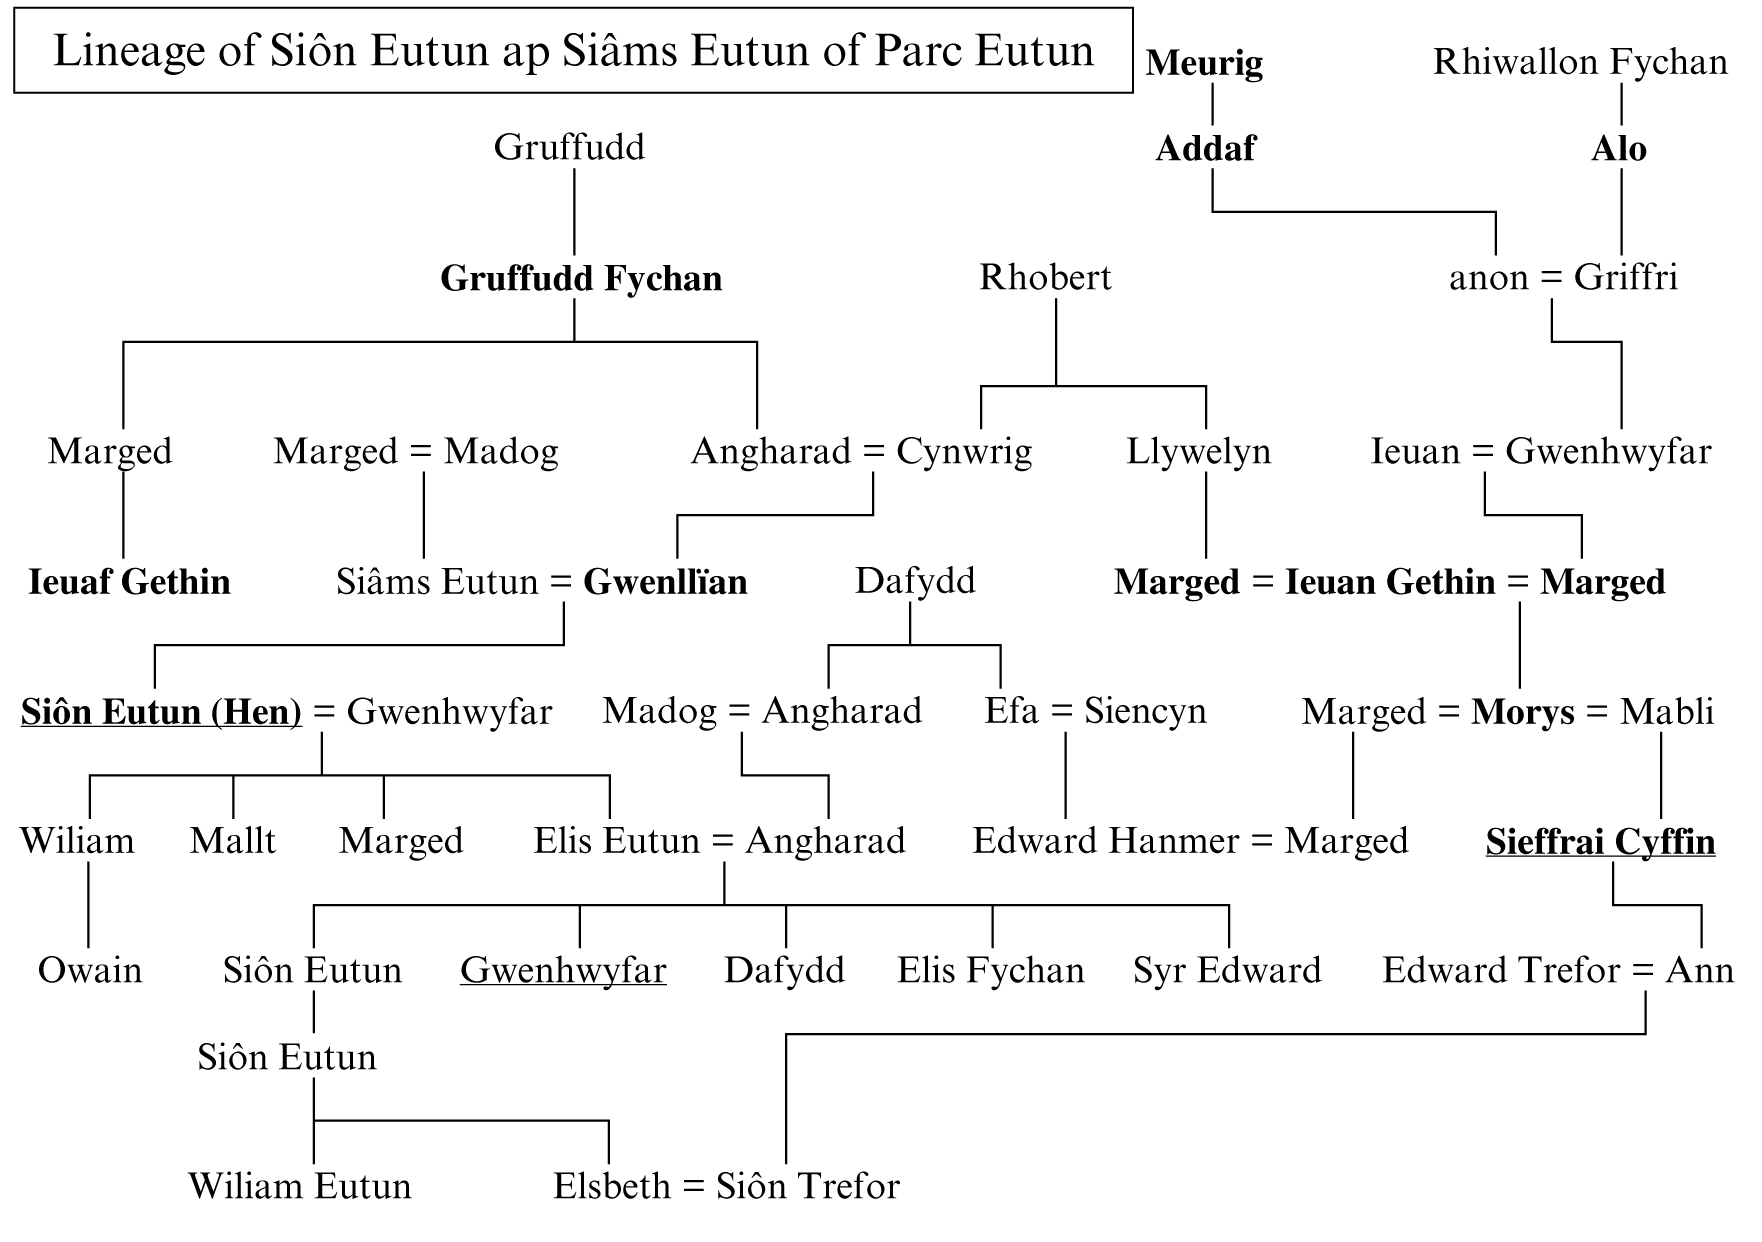 Lineage of Siôn Eutun ap Siâms Eutun of Parc Eutun
Meurig
Rhiwallon Fychan
Gruffudd
Addaf
Alo
Gruffudd Fychan
Rhobert
anon = Griffri
Marged
Marged = Madog
Angharad = Cynwrig
Llywelyn
Ieuan = Gwenhwyfar
Ieuaf Gethin
Siâms Eutun = Gwenllïan
Dafydd
Marged = Ieuan Gethin = Marged
Siôn Eutun (Hen) = Gwenhwyfar
Madog = Angharad
Efa = Siencyn
Marged = Morys = Mabli
Wiliam
Mallt
Marged
Elis Eutun = Angharad
Edward Hanmer = Marged
Sieffrai Cyffin
Owain
Siôn Eutun
Gwenhwyfar
Dafydd
Elis Fychan
Syr Edward
Edward Trefor = Ann
Siôn Eutun
Wiliam Eutun
Elsbeth = Siôn Trefor